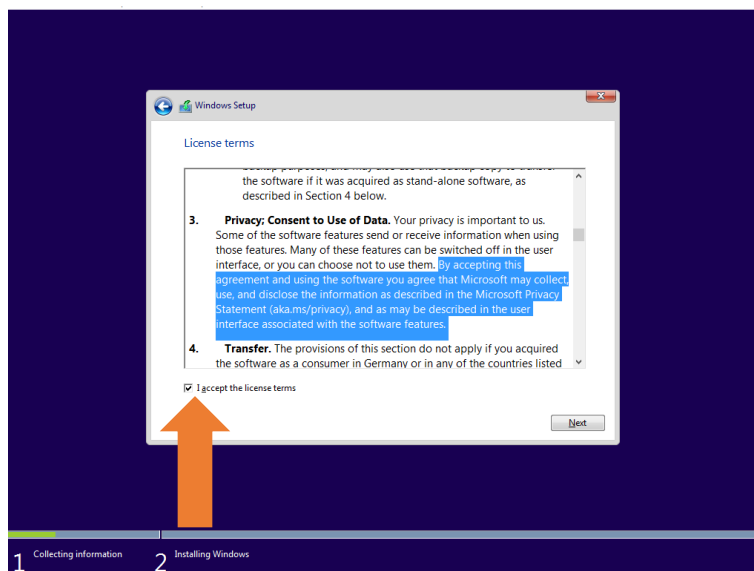 Windows Setup
License terms
the software if it was acquired as stand-alone software, as
described in Section 4 below.
3. Privacy; Consent to Use of Data. Your privacy is important to us.
Some of the software features send or receive information when using
those features. Many of these features can be switched off in the user
interface, or you can choose not to use them. By accepting this
agreement and using the software you agree that Microsoft may collect,
use, and disclose the information as described in the Microsoft Privacy
Statement (aka.ms/privacy), and as may be described in the user
interface associated with the software features.
4. Transfer. The provisions of this section do not apply if you acquired
the software as a consumer in Germany or in any of the countries listed
I accept the license terms
Next
1 Collecting information 2 Installing Windows